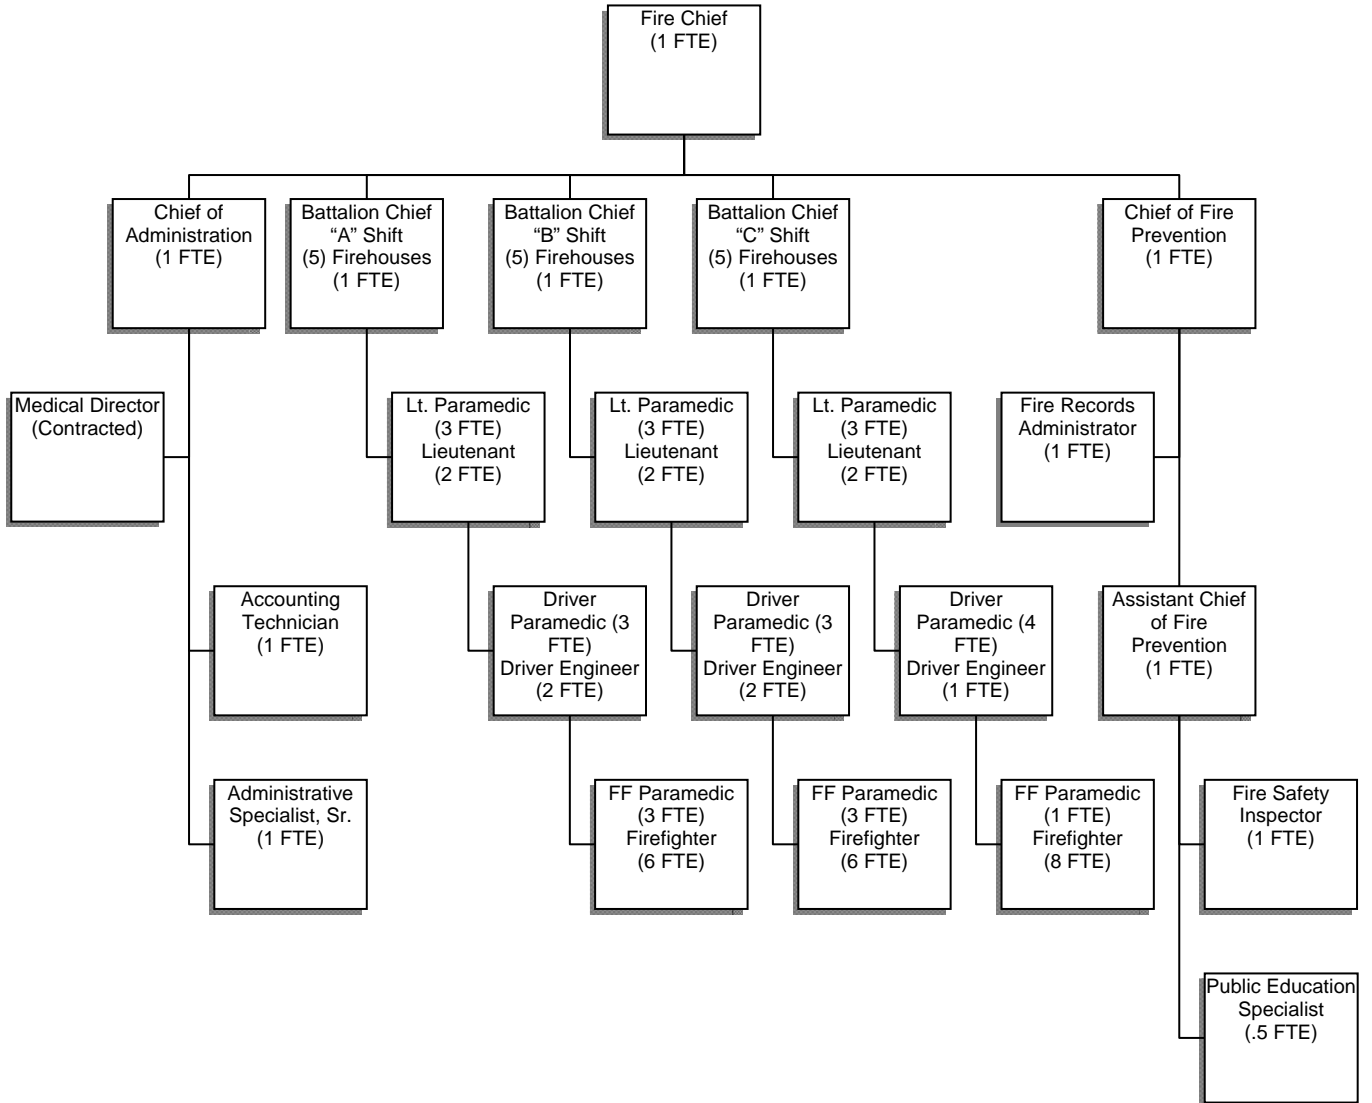 Fire Chief
(1 FTE)
Chief of
Administration
(1 FTE)
Battalion Chief
“A” Shift
(5) Firehouses
(1 FTE)
Battalion Chief
“B” Shift
(5) Firehouses
(1 FTE)
Battalion Chief
“C” Shift
(5) Firehouses
(1 FTE)
Chief of Fire
Prevention
(1 FTE)
Medical Director
(Contracted)
Lt. Paramedic
(3 FTE)
Lieutenant
(2 FTE)
Lt. Paramedic
(3 FTE)
Lieutenant
(2 FTE)
Lt. Paramedic
(3 FTE)
Lieutenant
(2 FTE)
Fire Records
Administrator
(1 FTE)
Accounting
Technician
(1 FTE)
Driver
Paramedic (3
FTE)
Driver Engineer
(2 FTE)
Driver
Paramedic (3
FTE)
Driver Engineer
(2 FTE)
Driver
Paramedic (4
FTE)
Driver Engineer
(1 FTE)
Assistant Chief
of Fire
Prevention
(1 FTE)
Administrative
Specialist, Sr.
(1 FTE)
FF Paramedic
(3 FTE)
Firefighter
(6 FTE)
FF Paramedic
(3 FTE)
Firefighter
(6 FTE)
FF Paramedic
(1 FTE)
Firefighter
(8 FTE)
Fire Safety
Inspector
(1 FTE)
Public Education
Specialist
(.5 FTE)